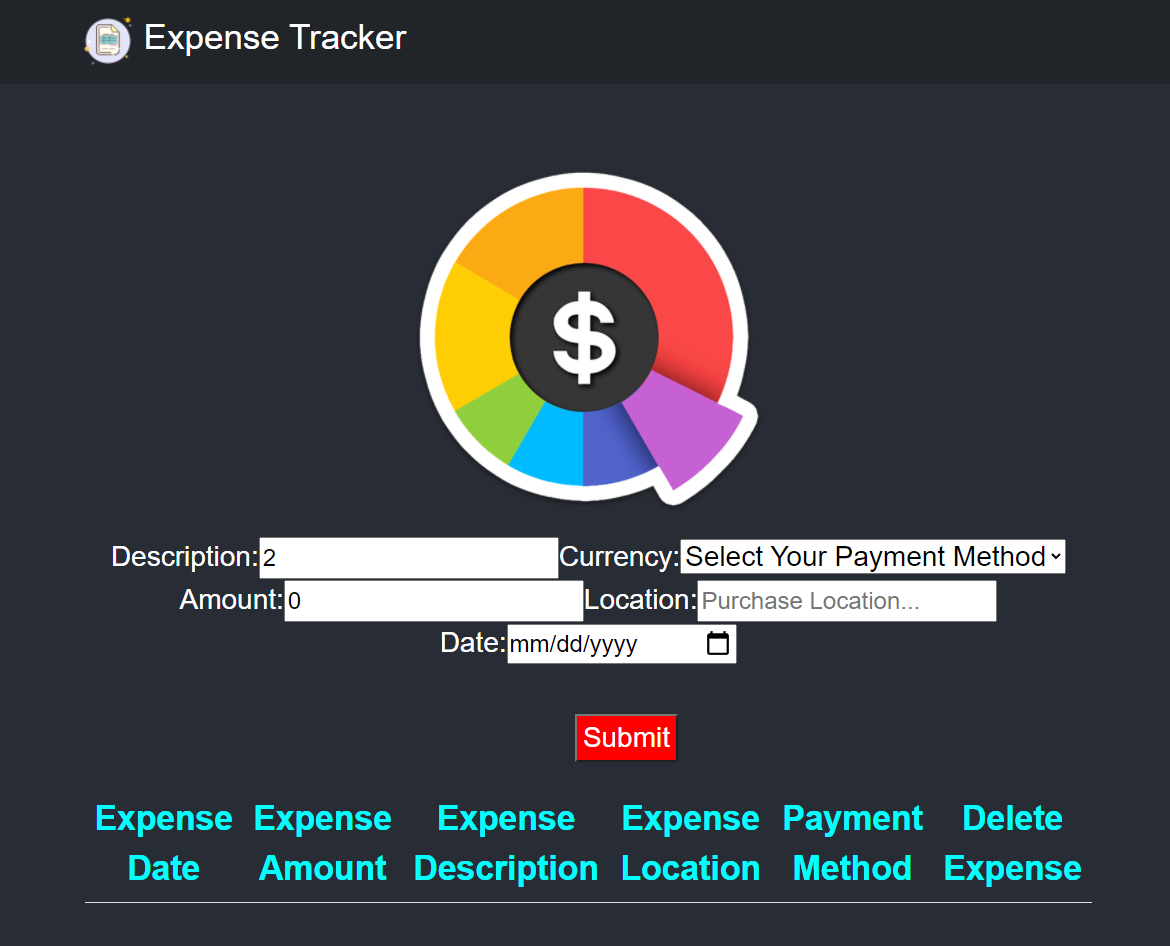 Expense Tracker
$
Description: 2 Currency: Select Your Payment Method
Amount: 0 Location: Purchase Location...
Date: mm/dd/yyyy
Submit
Expense Date Expense Amount Expense Description Expense Location Payment Method Delete Expense